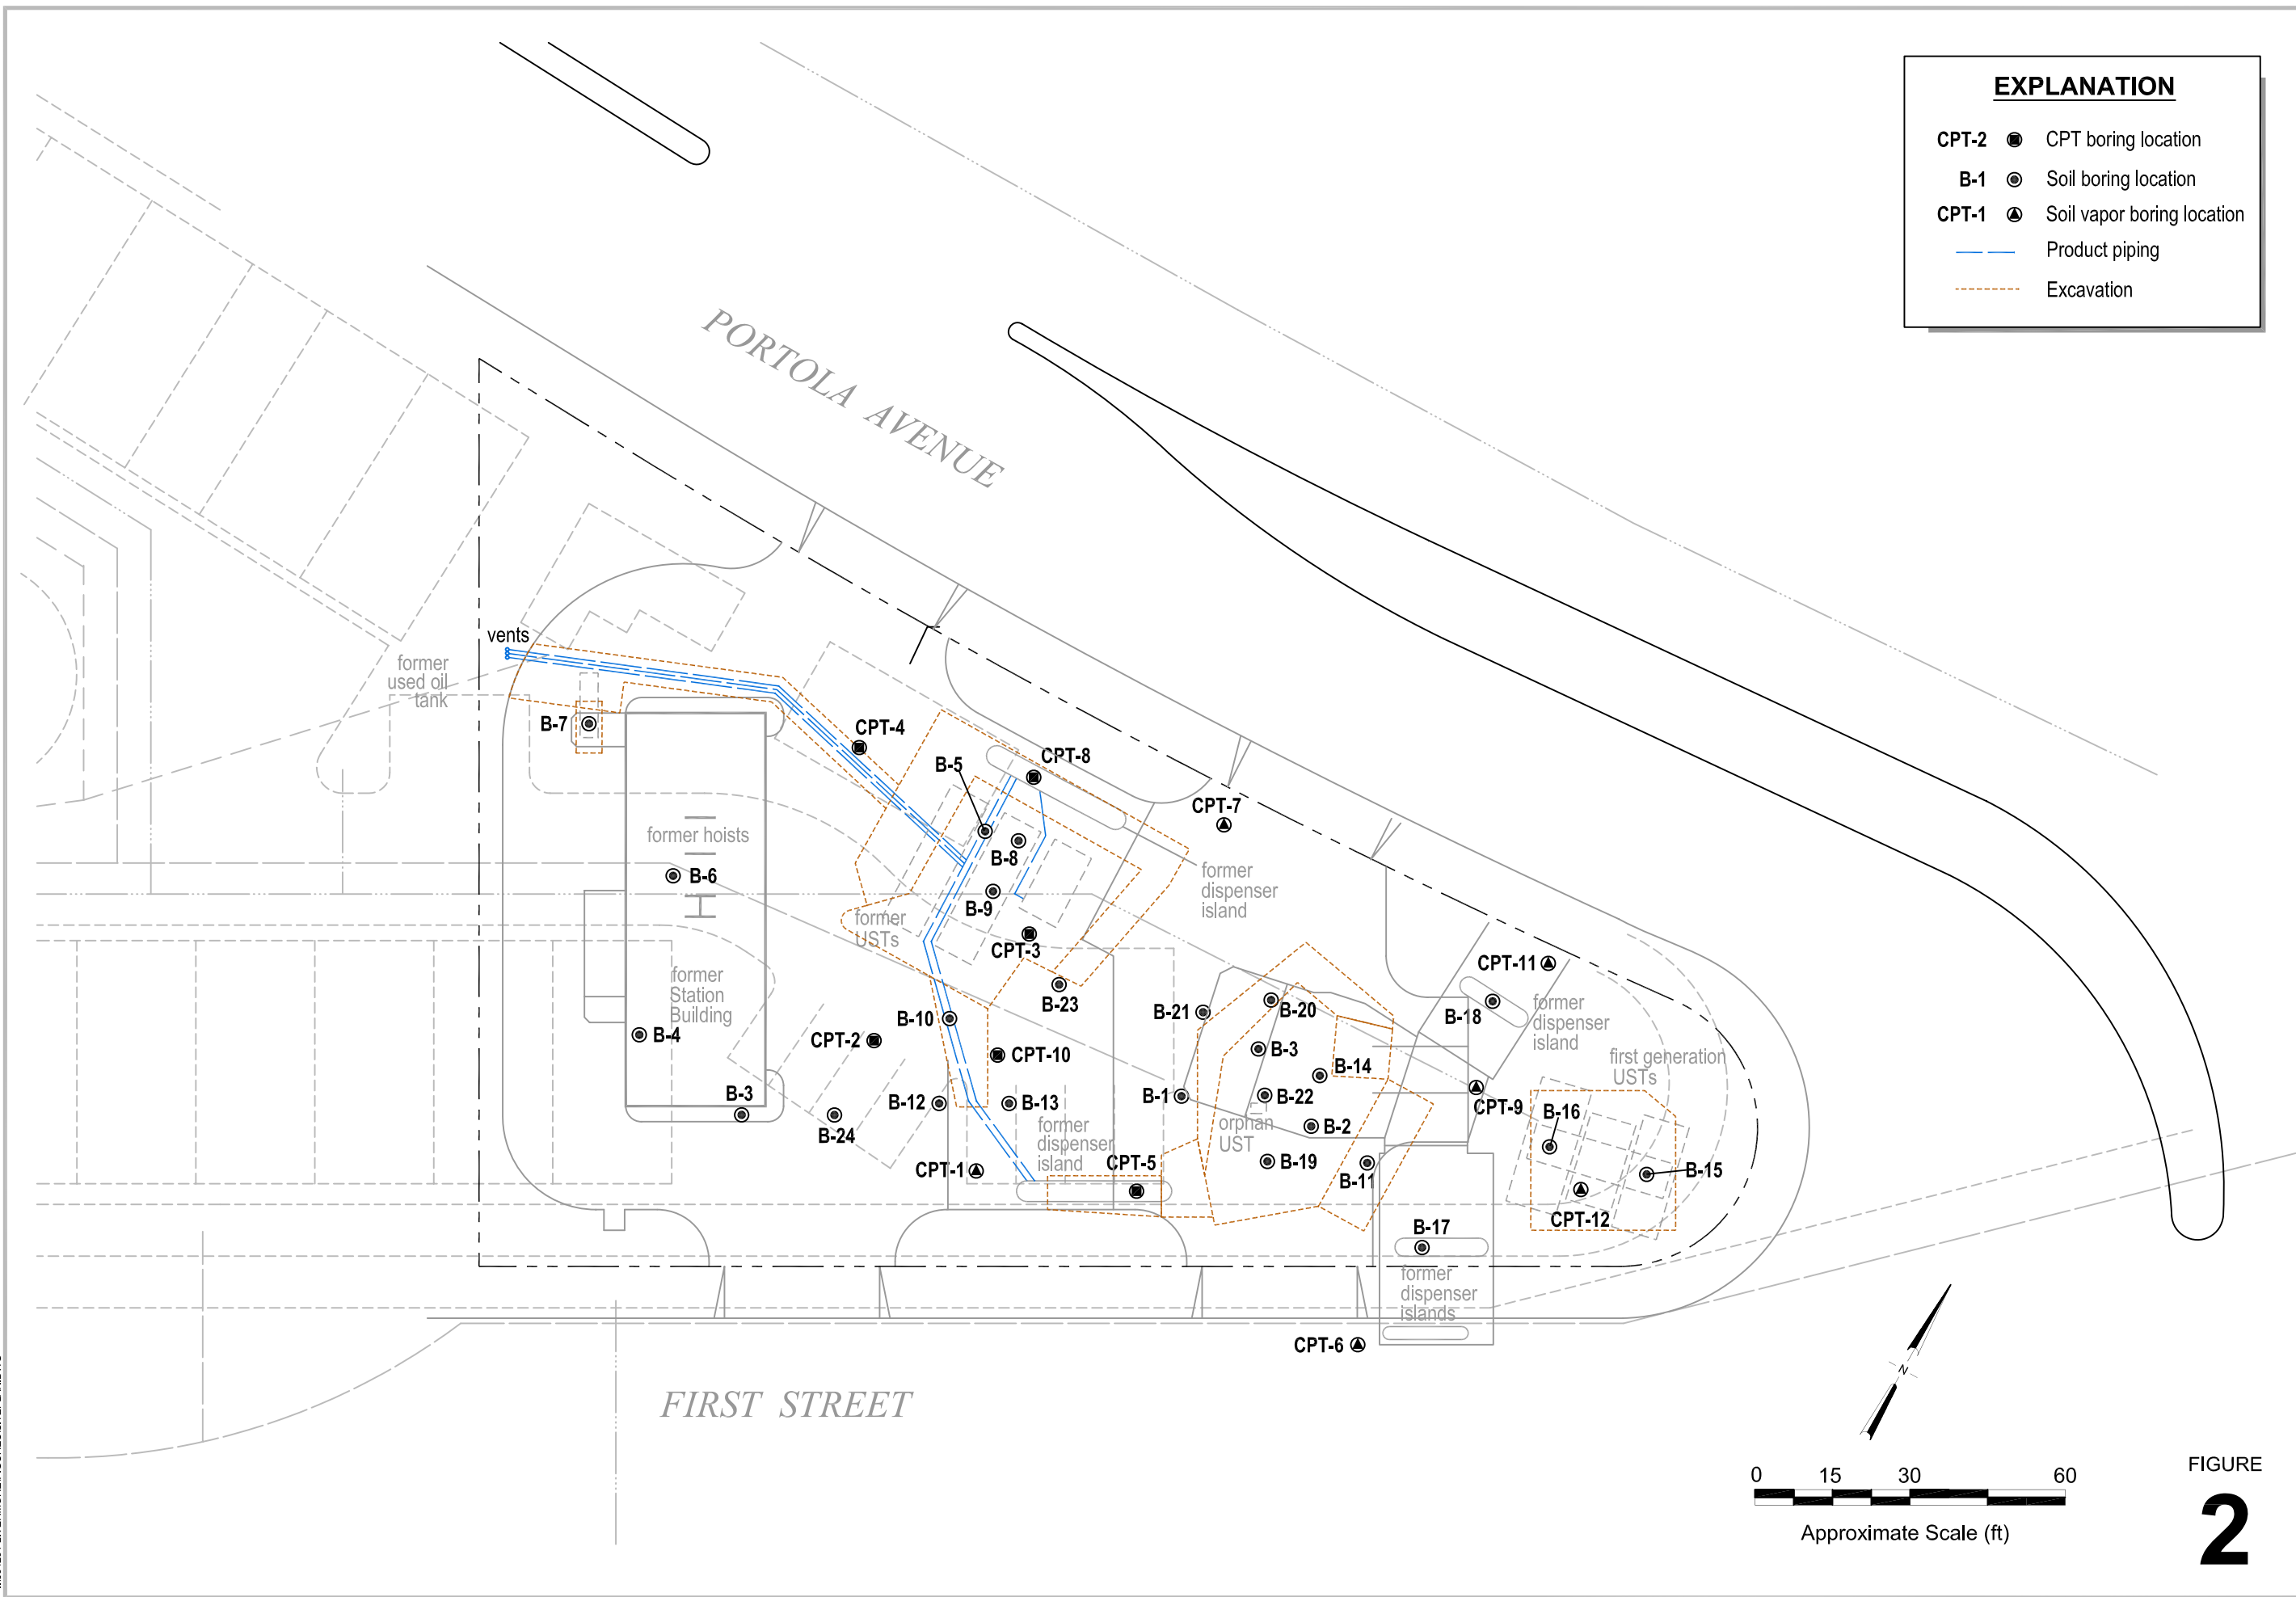 EXPLANATION
CPT-2 CPT boring location
B-1 Soil boring location
CPT-1 Soil vapor boring location
Product piping
Excavation
PORTOLA AVENUE
vents
former
used oil
tank
B-7
CPT-4
CPT-8
B-5
CPT-7
former hoists
B-8
B-6
former
dispenser
island
B-9
former
USTs
CPT-3
CPT-11
former
Station
Building
B-23
B-21
B-20
B-18
former
dispenser
island
B-10
B-4
CPT-2
CPT-10
B-3
B-14
first generation
USTs
B-3
B-24
B-12
B-13
B-1
B-22
CPT-9
B-16
former
dispenser
island
orphan
UST
B-2
CPT-1
CPT-5
B-19
B-11
B-15
CPT-12
B-17
former
dispenser
islands
CPT-6
FIRST STREET
N
0 15 30 60
Approximate Scale (ft)
FIGURE
2